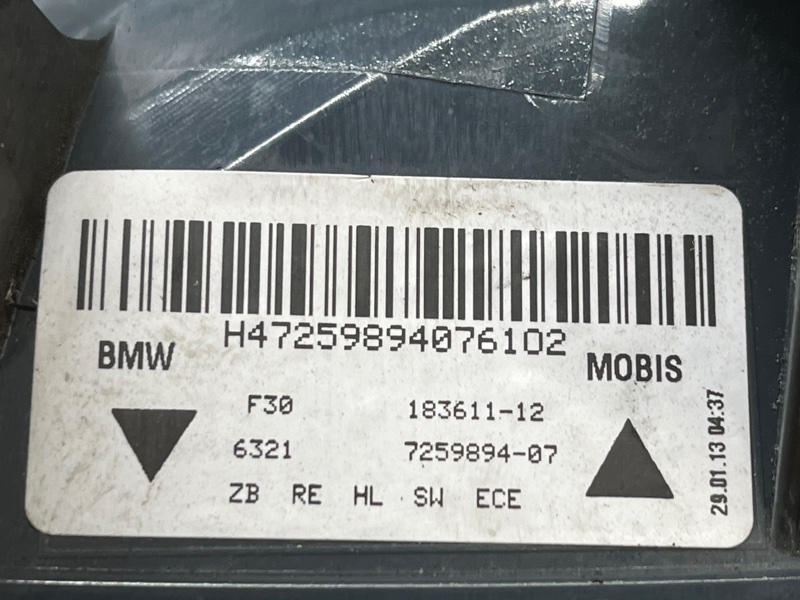 H47259894076102
BMW
MOBIS
F30 183611-12
6321 7259894-07
ZB RE HL SW ECE
29.01.13 04:37